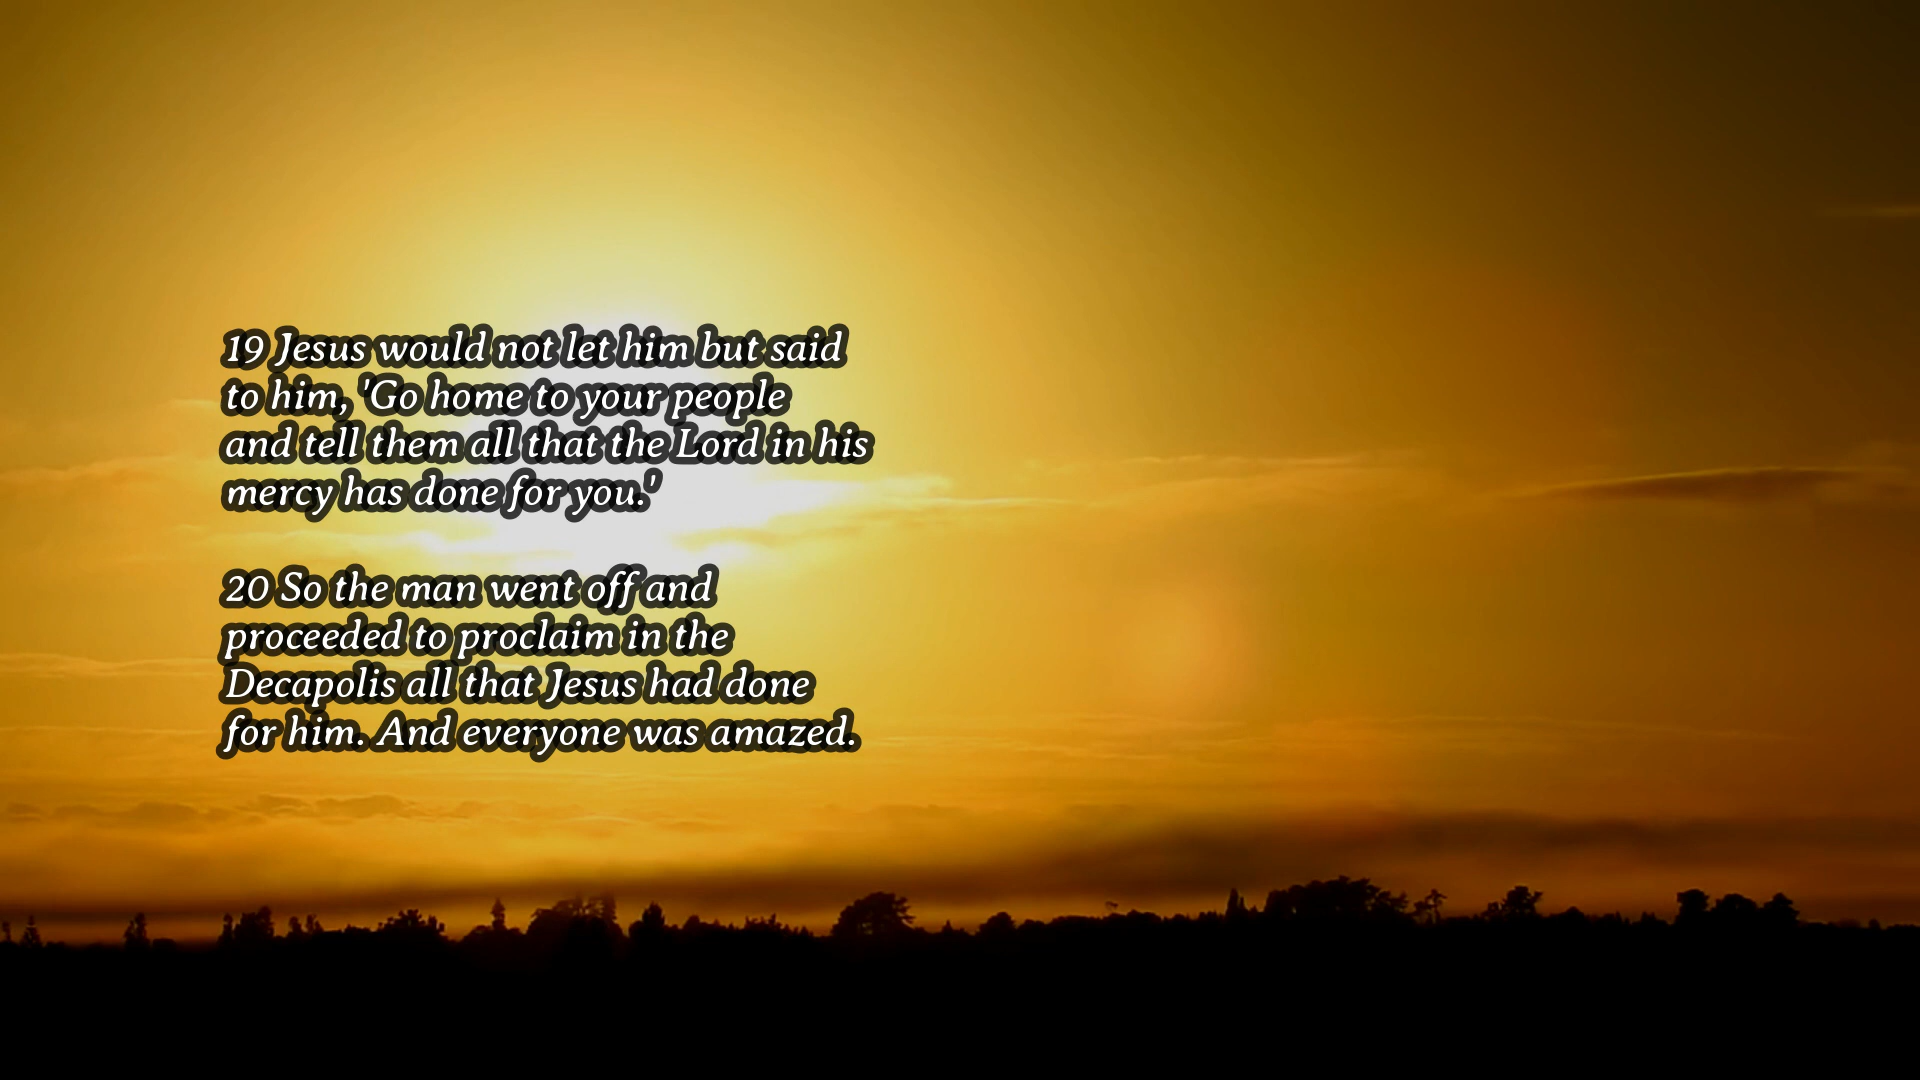 19 Jesus would not let him but said
to him, 'Go home to your people
and tell them all that the Lord in his
mercy has done for you.'
20 So the man went off and
proceeded to proclaim in the
Decapolis all that Jesus had done
for him. And everyone was amazed.